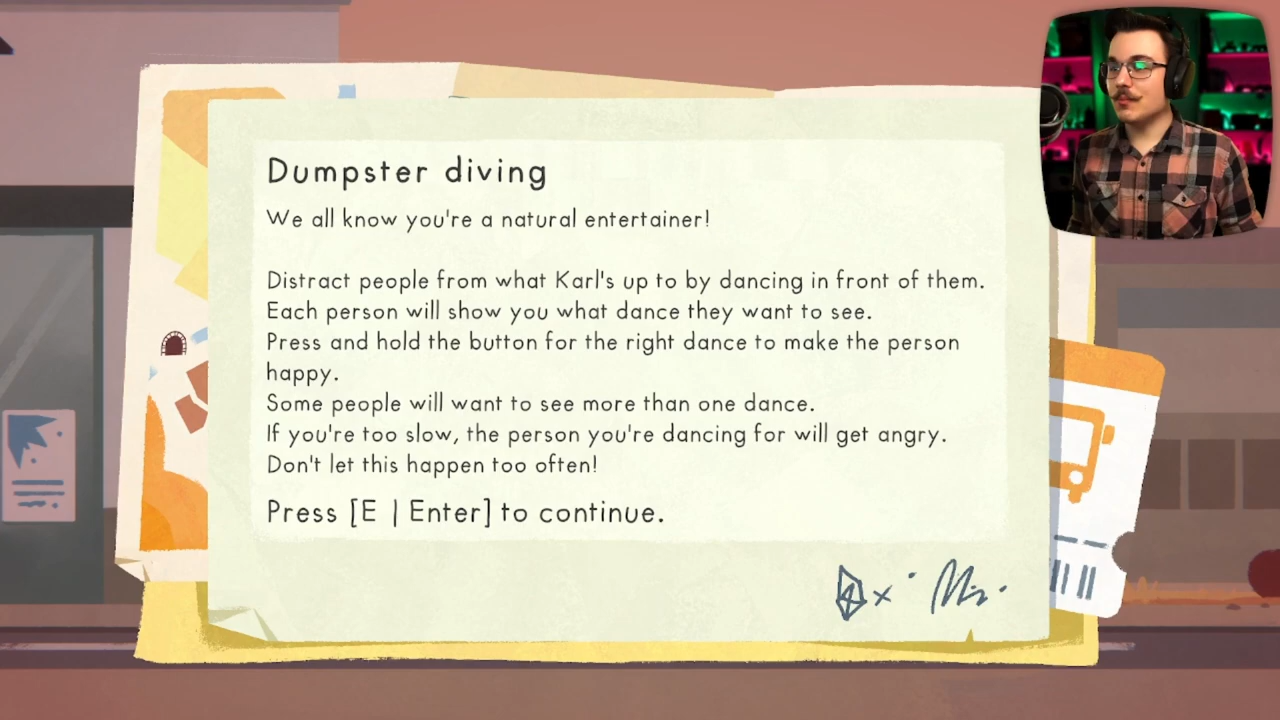 Dumpster diving
We all know you're a natural entertainer!
Distract people from what Karl's up to by dancing in front of them.
Each person will show you what dance they want to see.
Press and hold the button for the right dance to make the person
happy.
Some people will want to see more than one dance.
If you're too slow, the person you're dancing for will get angry.
Don't let this happen too often!
Press [E | Enter] to continue.